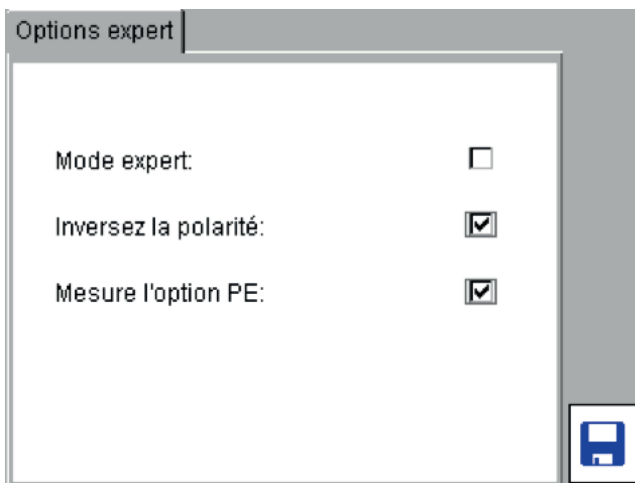 Options expert
Mode expert:
Inversez la polarité:
Mesure l'option PE: